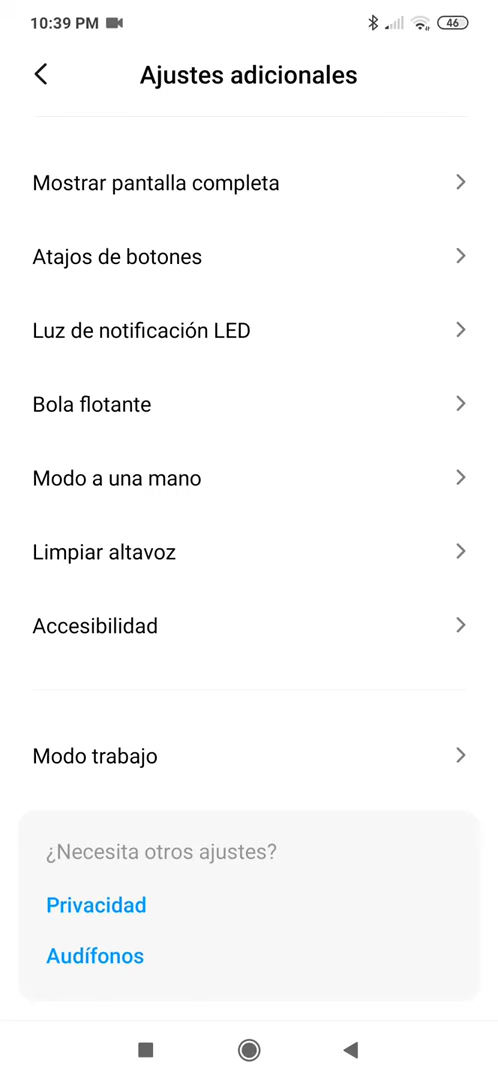 10:39 PM
46
Ajustes adicionales
Mostrar pantalla completa
Atajos de botones
Luz de notificación LED
Bola flotante
Modo a una mano
Limpiar altavoz
Accesibilidad
Modo trabajo
¿Necesita otros ajustes?
Privacidad
Audífonos